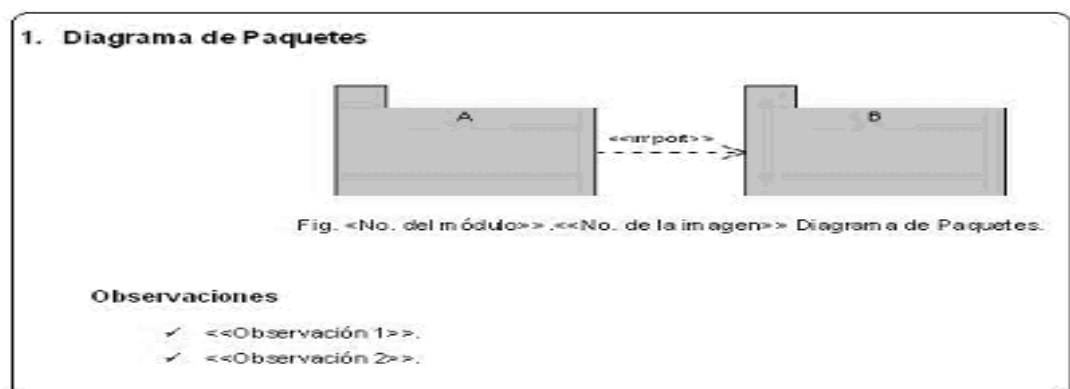 1. Diagrama de Paquetes
A
B
<<import>>
Fig. <No. del módulo>>.<<No. de la imagen>> Diagrama de Paquetes.
Observaciones
✓ <<Observación 1>>.
✓ <<Observación 2>>.